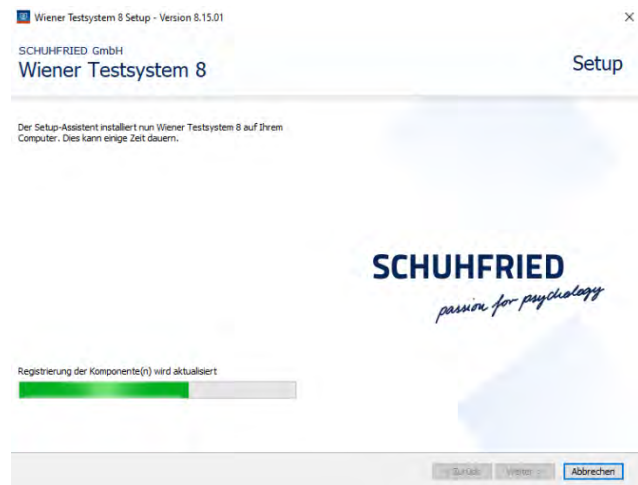 Wiener Testsystem 8 Setup - Version 8.15.01
SCHUHFRIED GmbH
Wiener Testsystem 8
Setup
Der Setup-Assistent installiert nun Wiener Testsystem 8 auf Ihrem
Computer. Dies kann einige Zeit dauern.
SCHUHFRIED
passion for psychology
Registrierung der Komponente(n) wird aktualisiert
< Zurück
Weiter >
Abbrechen